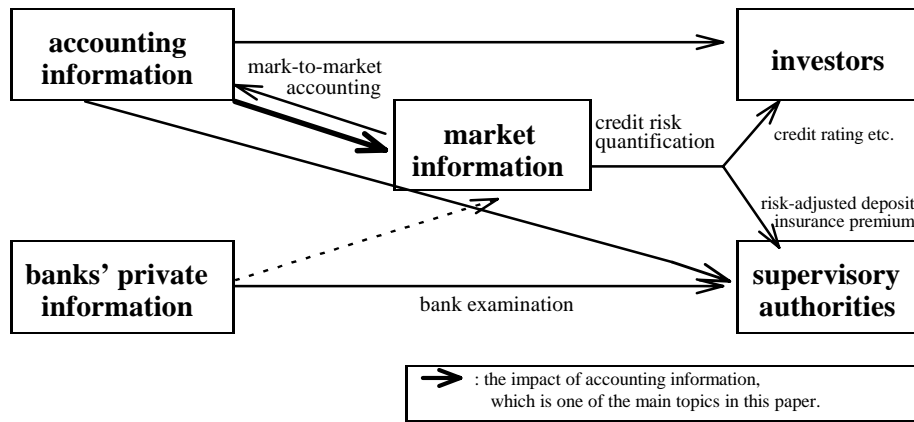 accounting
information
investors
mark-to-market
accounting
market
information
credit risk
quantification
credit rating etc.
risk-adjusted deposit
insurance premium
banks’ private
information
bank examination
supervisory
authorities
: the impact of accounting information,
which is one of the main topics in this paper.